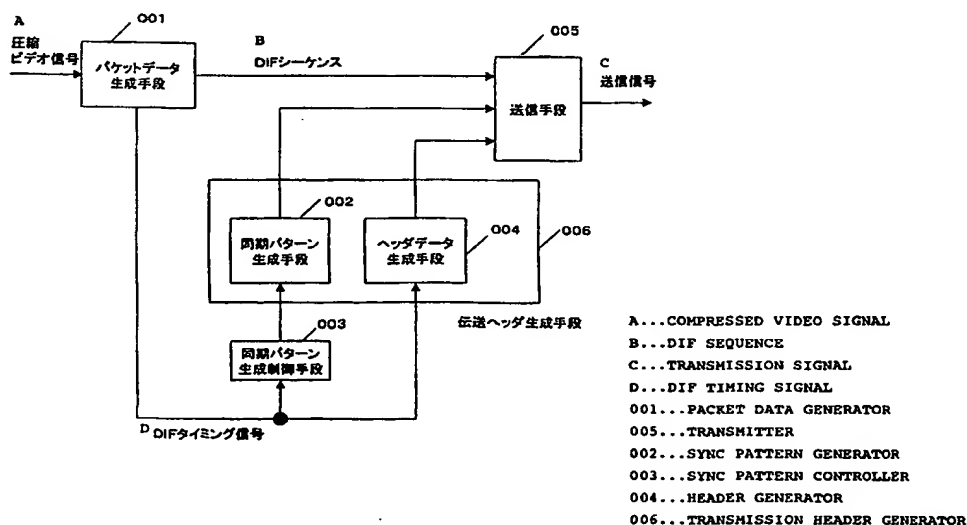 A
圧縮
ビデオ信号
001
パケットデータ
生成手段
B
DIFシーケンス
005
送信手段
C
送信信号
002
同期パターン
生成手段
ヘッダデータ
生成手段
004
006
伝送ヘッダ生成手段
003
同期パターン
生成制御手段
D DIFタイミング信号
A...COMPRESSED VIDEO SIGNAL
B...DIF SEQUENCE
C...TRANSMISSION SIGNAL
D...DIF TIMING SIGNAL
001...PACKET DATA GENERATOR
005...TRANSMITTER
002...SYNC PATTERN GENERATOR
003...SYNC PATTERN CONTROLLER
004...HEADER GENERATOR
006...TRANSMISSION HEADER GENERATOR